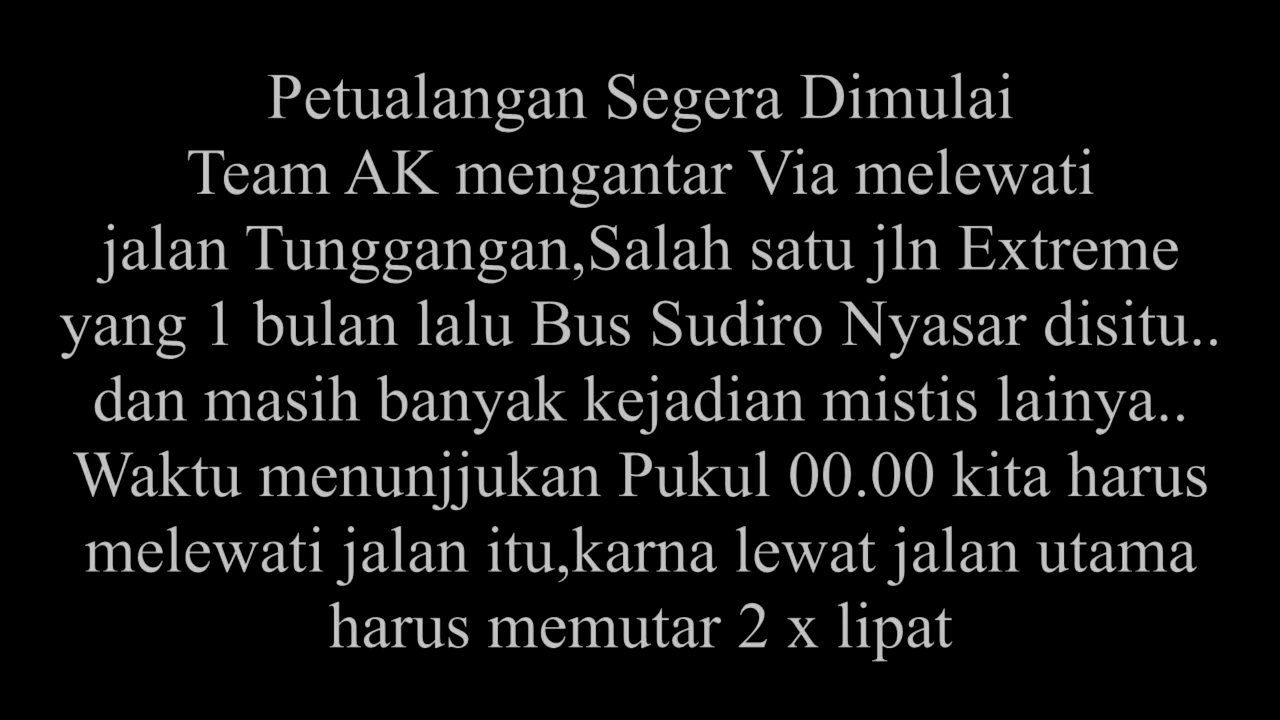 Petualangan Segera Dimulai
Team AK mengantar Via melewati
jalan Tunggangan,Salah satu jln Extreme
yang 1 bulan lalu Bus Sudiro Nyasar disitu..
dan masih banyak kejadian mistis lainya..
Waktu menunjjukan Pukul 00.00 kita harus
melewati jalan itu,karna lewat jalan utama
harus memutar 2 x lipat